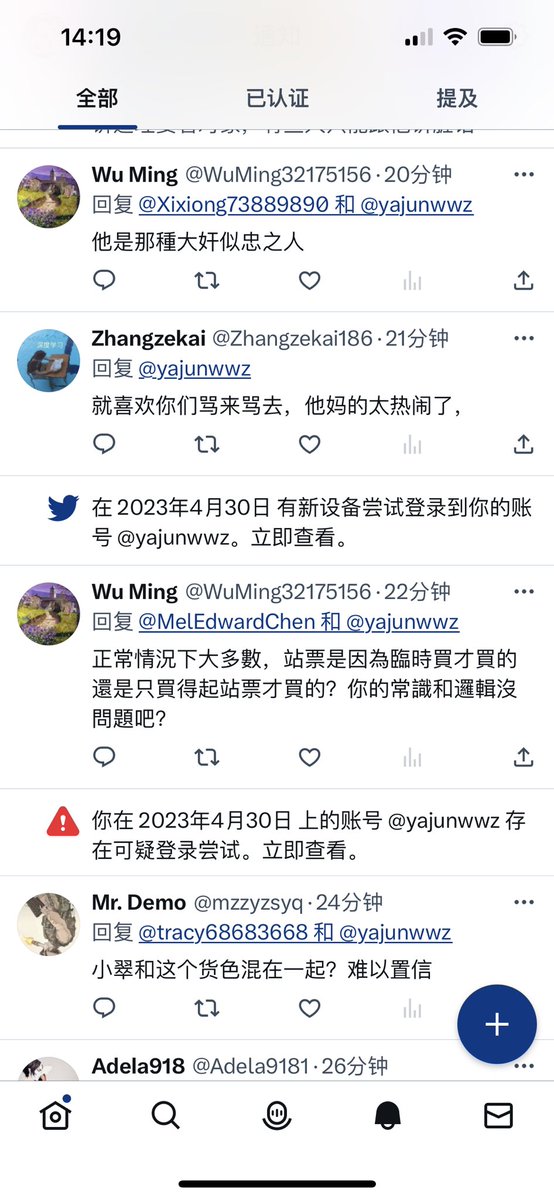 14:19
全部
已认证
提及
Wu Ming @WuMing32175156·20分钟
回复 @Xixiong73889890 和 @yajunwwz
他是那種大奸似忠之人
深度学习
Zhangzekai @Zhangzekai186·21分钟
回复 @yajunwwz
就喜欢你们骂来骂去，他妈的太热闹了，
在 2023年4月30日 有新设备尝试登录到你的账
号 @yajunwwz。立即查看。
Wu Ming @WuMing32175156·22分钟
回复 @MelEdwardChen 和 @yajunwwz
正常情況下大多數，站票是因為臨時買才買的
還是只買得起站票才買的？你的常識和邏輯沒
問題吧？
你在 2023年4月30日 上的账号 @yajunwwz 存
在可疑登录尝试。立即查看。
Mr. Demo @mzzyzsyq·24分钟
回复 @tracy68683668 和 @yajunwwz
小翠和这个货色混在一起？难以置信
Adela918 @Adela9181·26分钟